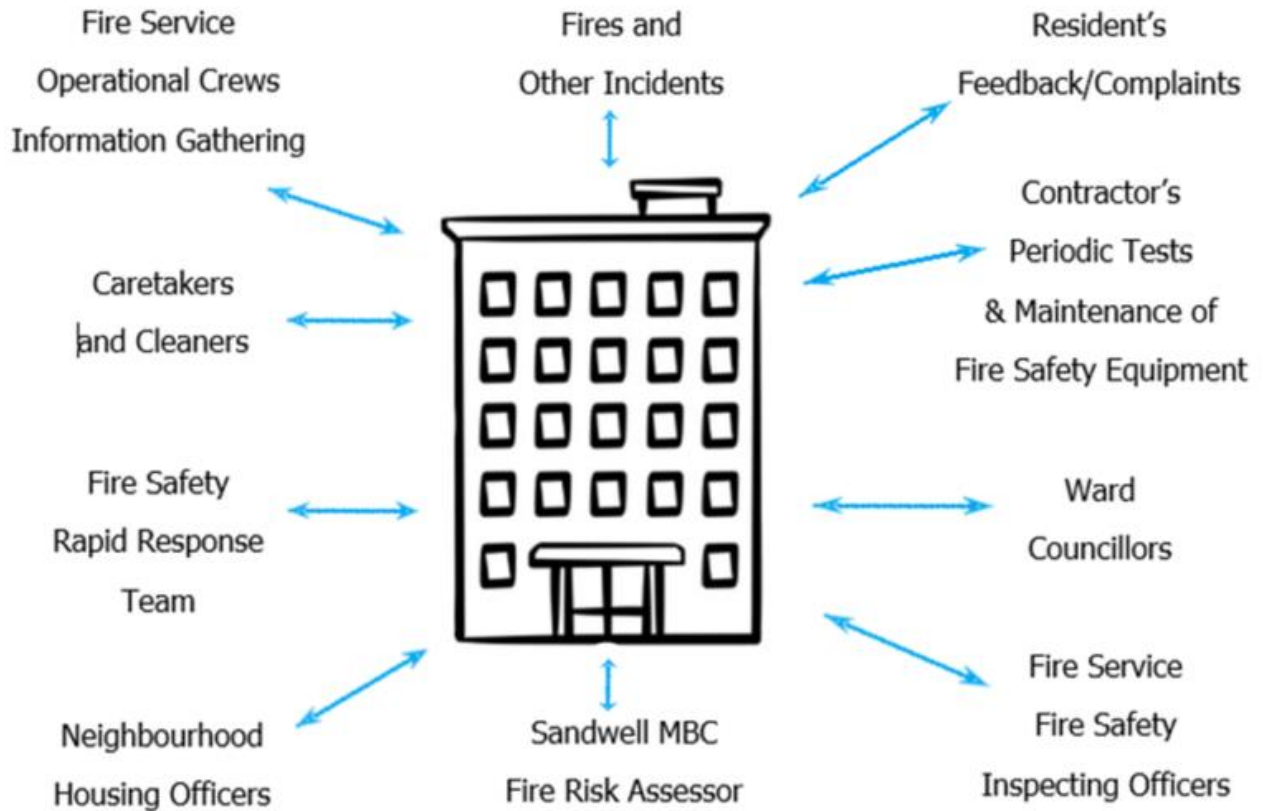 Fire Service
Operational Crews
Information Gathering
Fires and
Other Incidents
Resident's
Feedback/Complaints
Contractor's
Periodic Tests
& Maintenance of
Fire Safety Equipment
Caretakers
and Cleaners
Fire Safety
Rapid Response
Team
Ward
Councillors
Neighbourhood
Housing Officers
Sandwell MBC
Fire Risk Assessor
Fire Service
Fire Safety
Inspecting Officers